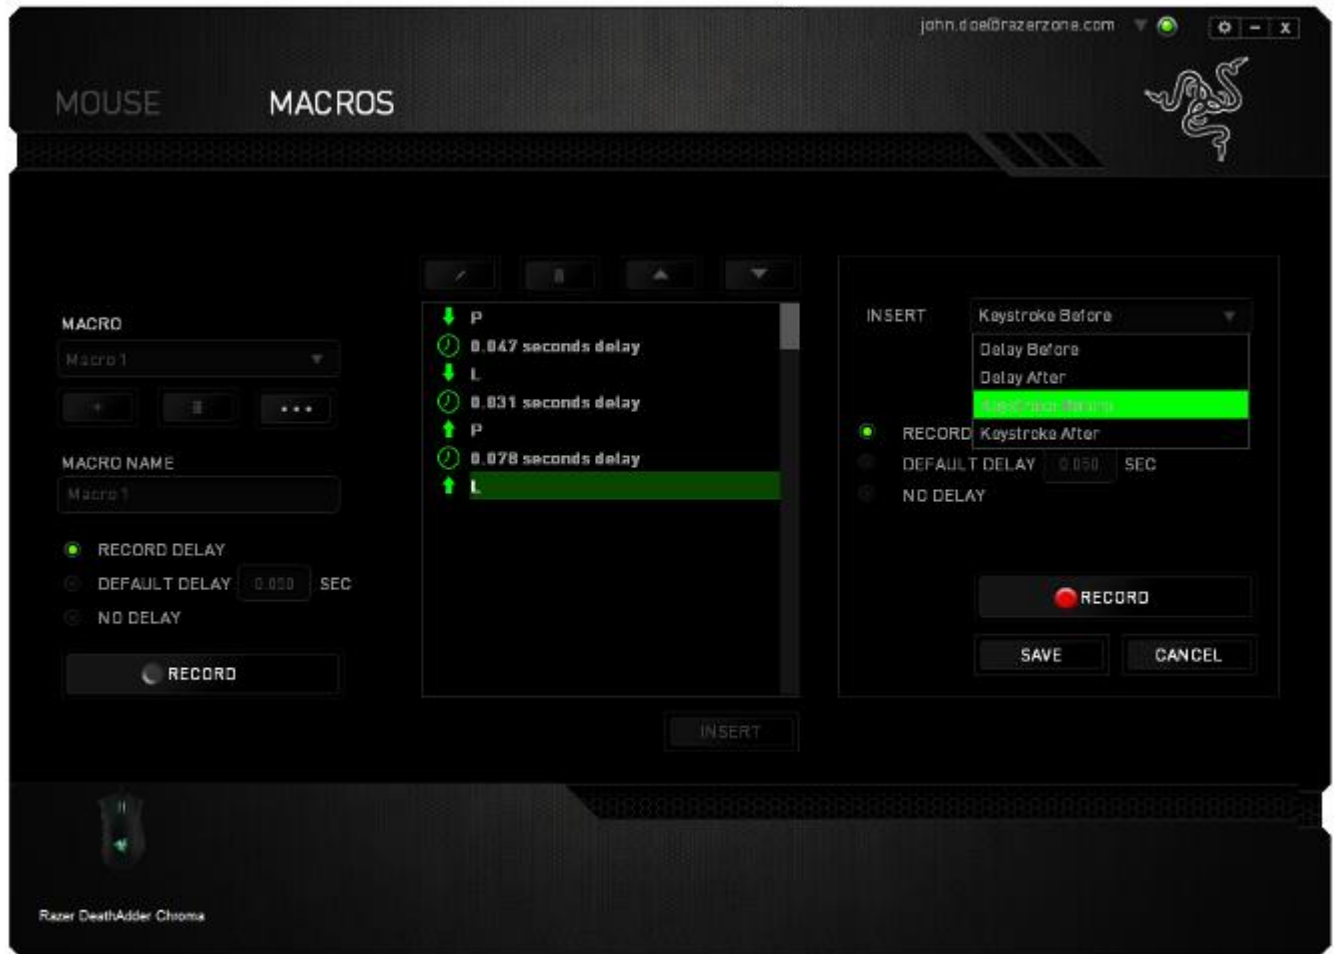 john.doe@razerzone.com
MOUSE
MACROS
MACRO
Macro 1
MACRO NAME
Macro 1
RECORD DELAY
DEFAULT DELAY SEC
NO DELAY
RECORD
P
0.047 seconds delay
L
0.031 seconds delay
P
0.078 seconds delay
L
INSERT
INSERT Keystroke Before
Delay Before
Delay After
Keystroke Before
Keystroke After
RECORD
DEFAULT DELAY 0.050 SEC
NO DELAY
RECORD
SAVE CANCEL
Razer DeathAdder Chroma